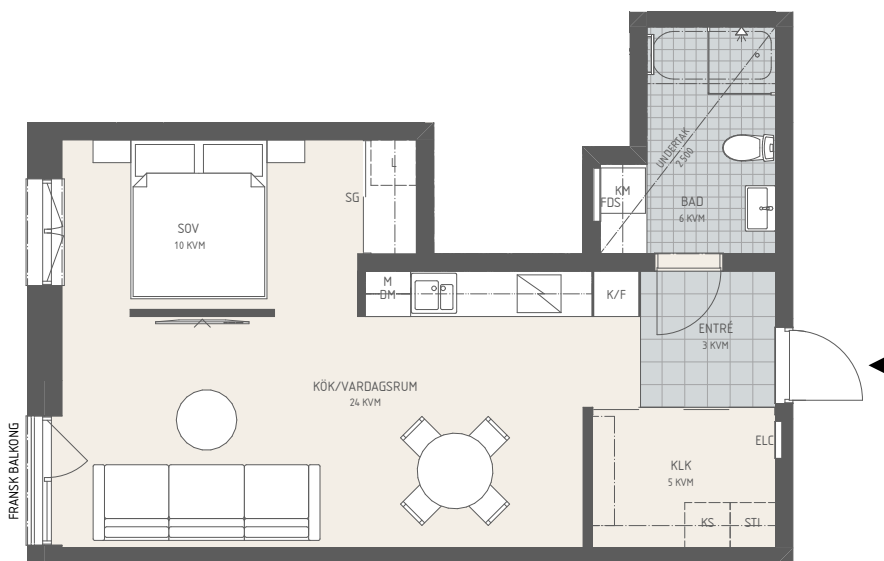 UNDERTAK
2.500
L
KM
FDS
SG
BAD
6 KVM
SOV
10 KVM
M
DM
K/F
ENTRÉ
3 KVM
KÖK/VARDAGSRUM
24 KVM
FRANSK BALKONG
ELC
KLK
5 KVM
KS
STI